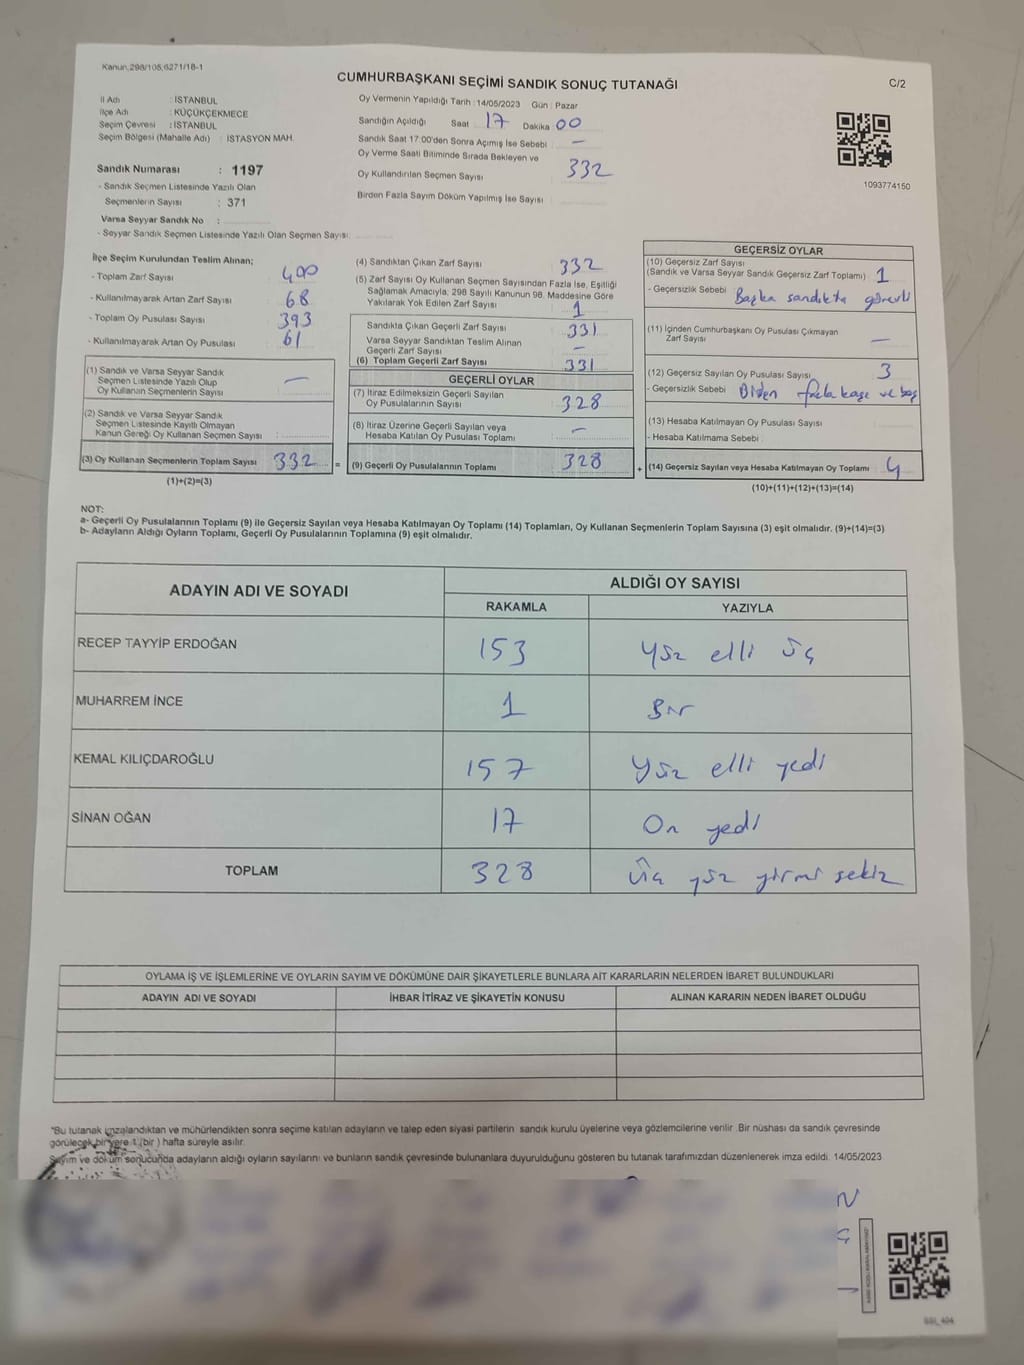 Kanun,298/105,6271/18-1
CUMHURBAŞKANI SEÇİMİ SANDIK SONUÇ TUTANAĞI
C/2
İl Adı : İSTANBUL
İlçe Adı : KÜÇÜKÇEKMECE
Seçim Çevresi : İSTANBUL
Seçim Bölgesi (Mahalle Adı) : İSTASYON MAH.
Sandık Numarası : 1197
- Sandık Seçmen Listesinde Yazılı Olan
Seçmenlerin Sayısı : 371
Varsa Seyyar Sandık No :
- Seyyar Sandık Seçmen Listesinde Yazılı Olan Seçmen Sayısı:
Oy Vermenin Yapıldığı Tarih : 14/05/2023 Gün : Pazar
Sandığın Açıldığı Saat 17 Dakika 00
Sandık Saat 17:00'den Sonra Açılmış İse Sebebi –
Oy Verme Saati Bitiminde Sırada Bekleyen ve
Oy Kullandırılan Seçmen Sayısı 332
Birden Fazla Sayım Döküm Yapılmış İse Sayısı
1093774150
İlçe Seçim Kurulundan Teslim Alınan;
- Toplam Zarf Sayısı 400
- Kullanılmayarak Artan Zarf Sayısı 68
- Toplam Oy Pusulası Sayısı 393
- Kullanılmayarak Artan Oy Pusulası 61
(1) Sandık ve Varsa Seyyar Sandık
Seçmen Listesinde Yazılı Olup
Oy Kullanan Seçmenlerin Sayısı –
(2) Sandık ve Varsa Seyyar Sandık
Seçmen Listesinde Kayıtlı Olmayan
Kanun Gereği Oy Kullanan Seçmen Sayısı :
(3) Oy Kullanan Seçmenlerin Toplam Sayısı 332 =
(1)+(2)=(3)
(4) Sandıktan Çıkan Zarf Sayısı 332
(5) Zarf Sayısı Oy Kullanan Seçmen Sayısından Fazla İse, Eşitliği
Sağlamak Amacıyla, 298 Sayılı Kanunun 98. Maddesine Göre
Yakılarak Yok Edilen Zarf Sayısı 1
Sandıkta Çıkan Geçerli Zarf Sayısı 331
Varsa Seyyar Sandıktan Teslim Alınan
Geçerli Zarf Sayısı –
(6) Toplam Geçerli Zarf Sayısı 331
GEÇERLİ OYLAR
(7) İtiraz Edilmeksizin Geçerli Sayılan
Oy Pusulalarının Sayısı 328
(8) İtiraz Üzerine Geçerli Sayılan veya
Hesaba Katılan Oy Pusulası Toplamı –
(9) Geçerli Oy Pusulalarının Toplamı 328 +
GEÇERSİZ OYLAR
(10) Geçersiz Zarf Sayısı
(Sandık ve Varsa Seyyar Sandık Geçersiz Zarf Toplamı) 1
- Geçersizlik Sebebi Başka sandıkta görevli
(11) İçinden Cumhurbaşkanı Oy Pusulası Çıkmayan
Zarf Sayısı –
(12) Geçersiz Sayılan Oy Pusulası Sayısı 3
- Geçersizlik Sebebi Biden fazla kaşe ve boş
(13) Hesaba Katılmayan Oy Pusulası Sayısı
- Hesaba Katılmama Sebebi
(14) Geçersiz Sayılan veya Hesaba Katılmayan Oy Toplamı 4
(10)+(11)+(12)+(13)=(14)
NOT:
a- Geçerli Oy Pusulalarının Toplamı (9) ile Geçersiz Sayılan veya Hesaba Katılmayan Oy Toplamı (14) Toplamları, Oy Kullanan Seçmenlerin Toplam Sayısına (3) eşit olmalıdır. (9)+(14)=(3)
b- Adayların Aldığı Oyların Toplamı, Geçerli Oy Pusulalarının Toplamına (9) eşit olmalıdır.
ADAYIN ADI VE SOYADI
ALDIĞI OY SAYISI
RAKAMLA YAZIYLA
RECEP TAYYİP ERDOĞAN 153 Yüz elli üç
MUHARREM İNCE 1 Bir
KEMAL KILIÇDAROĞLU 157 Yüz elli yedi
SİNAN OĞAN 17 On yedi
TOPLAM 328 Üç yüz yirmi sekiz
OYLAMA İŞ VE İŞLEMLERİNE VE OYLARIN SAYIM VE DÖKÜMÜNE DAİR ŞİKAYETLERLE BUNLARA AİT KARARLARIN NELERDEN İBARET BULUNDUKLARI
ADAYIN ADI VE SOYADI İHBAR İTİRAZ VE ŞİKAYETİN KONUSU ALINAN KARARIN NEDEN İBARET OLDUĞU
*Bu tutanak imzalandıktan ve mühürlendikten sonra seçime katılan adayların ve talep eden siyasi partilerin sandık kurulu üyelerine veya gözlemcilerine verilir. Bir nüshası da sandık çevresinde
görülecek bir yere 1 (bir) hafta süreyle asılır.
Sayım ve döküm sonucunda adayların aldığı oyların sayılarını ve bunların sandık çevresinde bulunanlara duyurulduğunu gösteren bu tutanak tarafımızdan düzenlenerek imza edildi. 14/05/2023